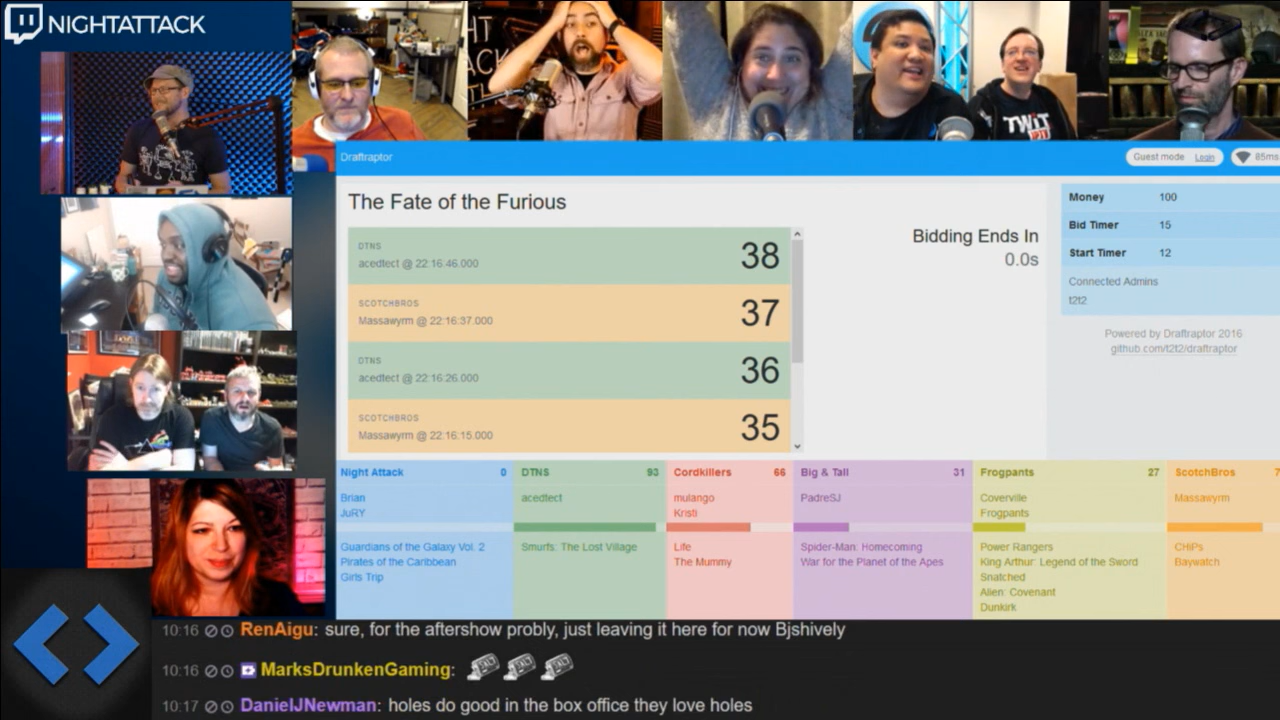 NIGHTATTACK
TWiT
Draftraptor
Guest mode Login 85ms
The Fate of the Furious
DTNS
acedtect @ 22:16:46.000
38
SCOTCHBROS
Massawyrm @ 22:16:37.000
37
DTNS
acedtect @ 22:16:26.000
36
SCOTCHBROS
Massawyrm @ 22:16:15.000
35
Bidding Ends In
0.0s
Money 100
Bid Timer 15
Start Timer 12
Connected Admins
t2t2
Powered by Draftraptor 2016
github.com/t2t2/draftraptor
Night Attack 0
Brian
JuRY
Guardians of the Galaxy Vol. 2
Pirates of the Caribbean
Girls Trip
DTNS 93
acedtect
Smurfs: The Lost Village
Cordkillers 66
mulango
Kristi
Life
The Mummy
Big & Tall 31
PadreSJ
Spider-Man: Homecoming
War for the Planet of the Apes
Frogpants 27
Coverville
Frogpants
Power Rangers
King Arthur: Legend of the Sword
Snatched
Alien: Covenant
Dunkirk
ScotchBros
Massawyrm
CHiPs
Baywatch
10:16 RenAigu: sure, for the aftershow probly, just leaving it here for now Bjshively
10:16 MarksDrunkenGaming:
10:17 DanielJNewman: holes do good in the box office they love holes